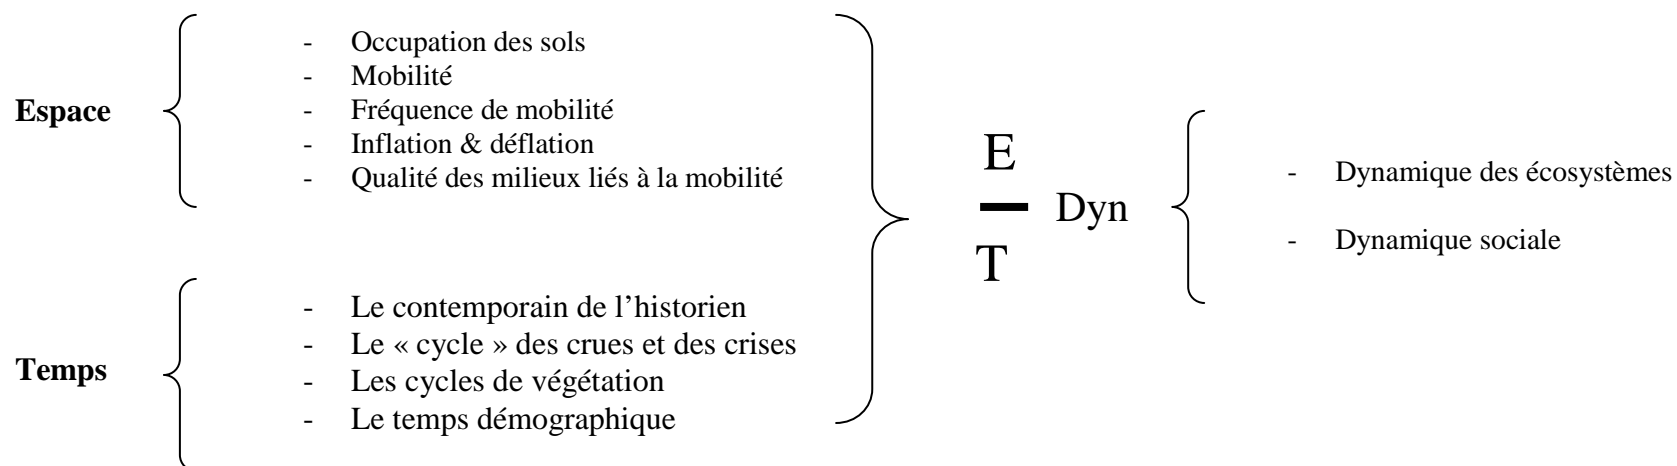 Espace
- Occupation des sols
- Mobilité
- Fréquence de mobilité
- Inflation & déflation
- Qualité des milieux liés à la mobilité
Temps
- Le contemporain de l’historien
- Le « cycle » des crues et des crises
- Les cycles de végétation
- Le temps démographique
E
T
Dyn
- Dynamique des écosystèmes
- Dynamique sociale